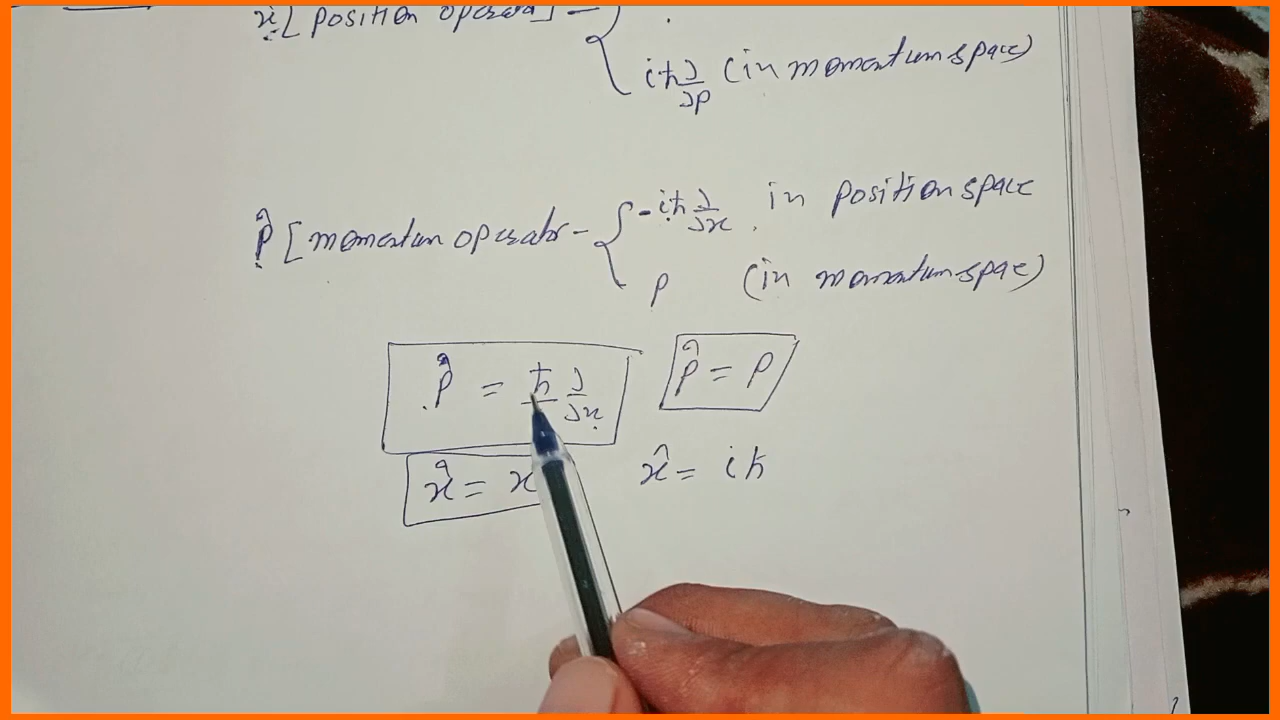 x̂ [position operator] - {
iħ ∂/∂p (in momentum space)
p̂ [momentum operator - { -iħ ∂/∂x in position space
p (in momentum space)
p̂ = ħ/ ∂/∂x p̂ = p
x̂ = x x̂ = iħ